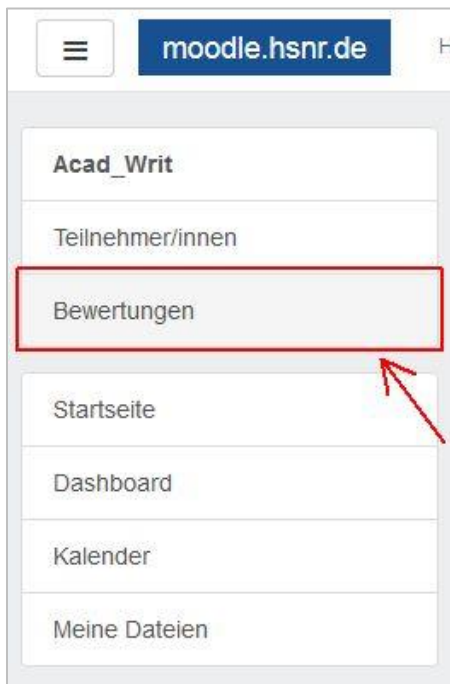 moodle.hsnr.de H
Acad_Writ
Teilnehmer/innen
Bewertungen
Startseite
Dashboard
Kalender
Meine Dateien